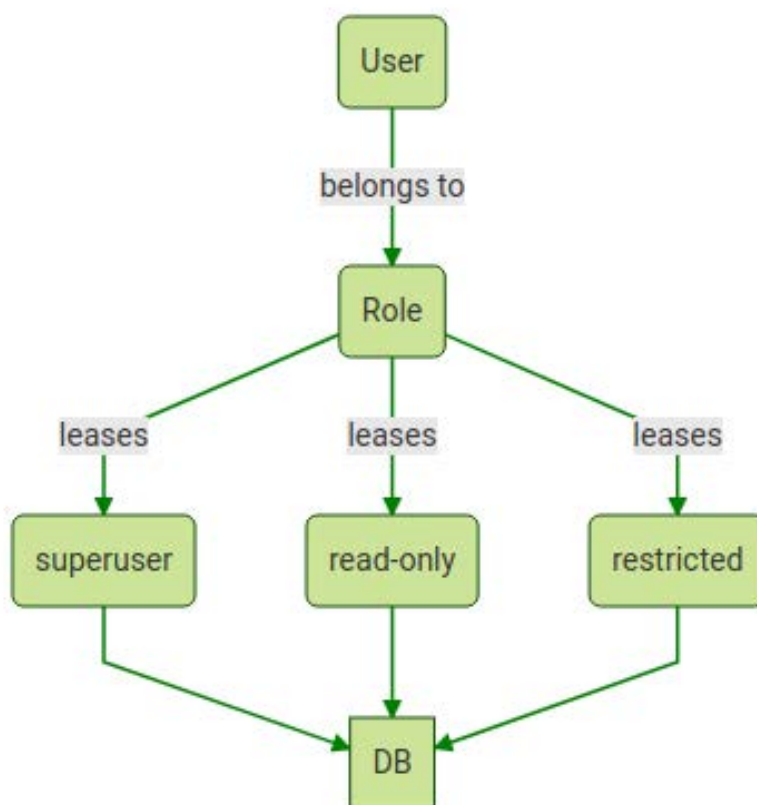 User
belongs to
Role
leases
leases
leases
superuser
read-only
restricted
DB